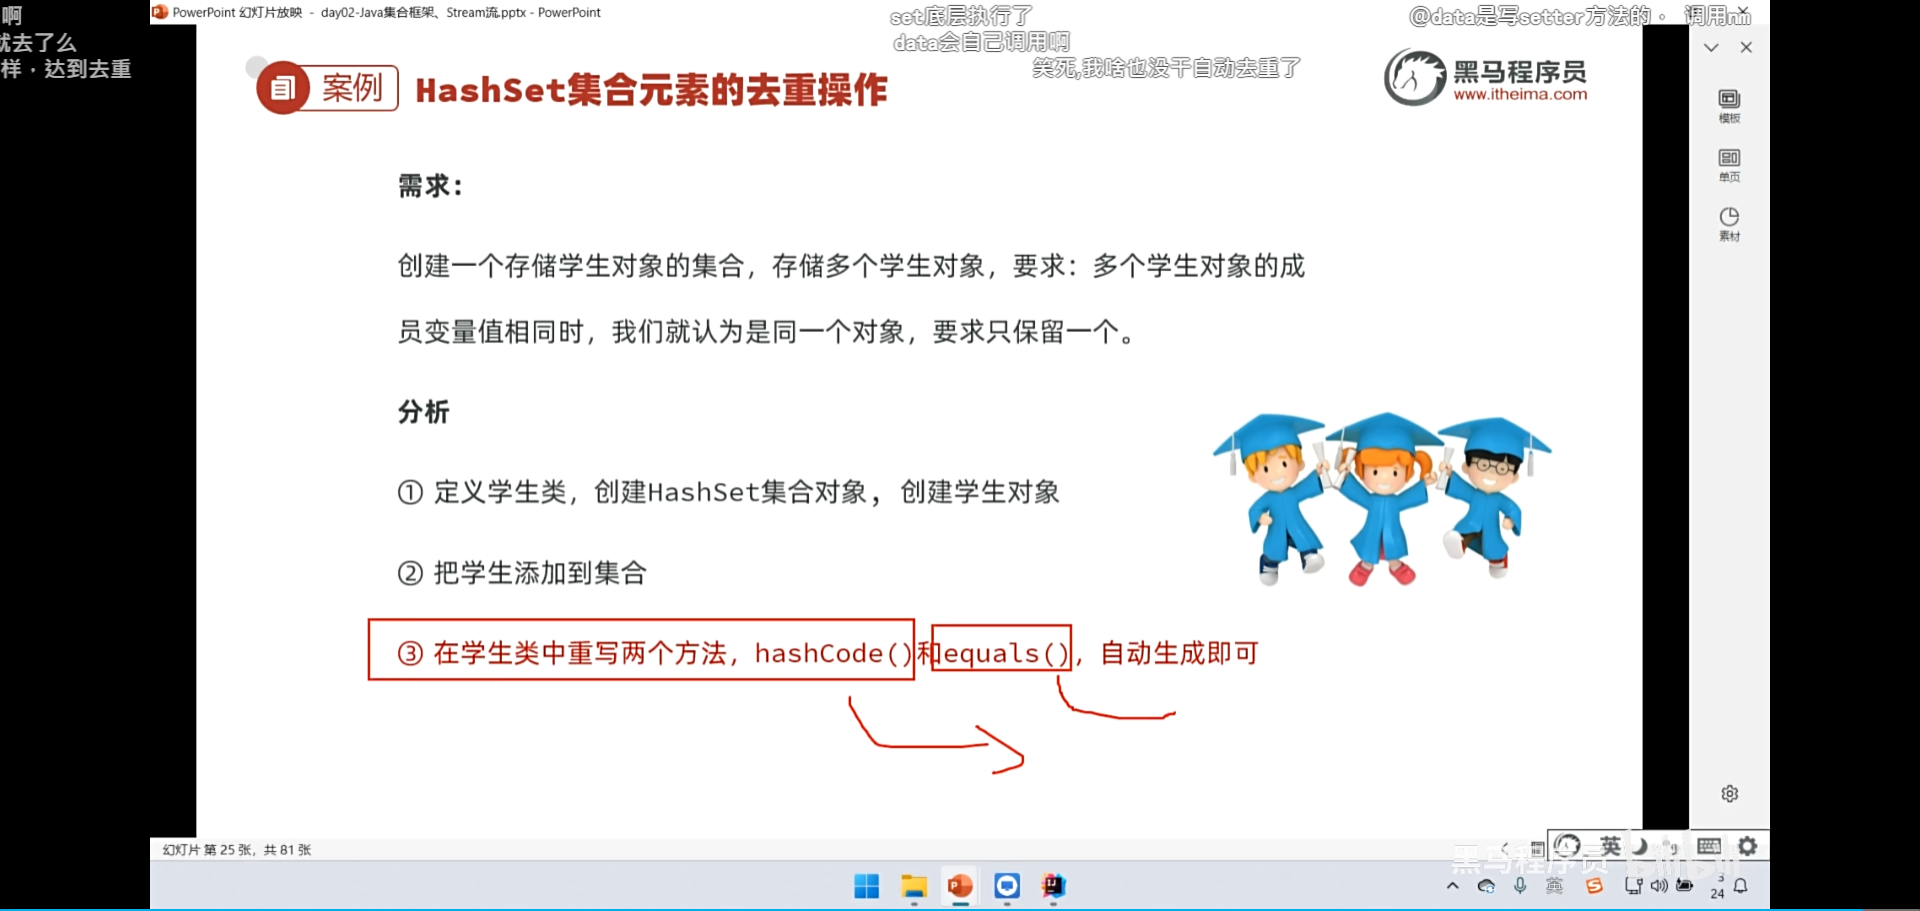 啊
就去了么
样·达到去重
PowerPoint 幻灯片放映 - day02-Java集合框架、Stream流.pptx - PowerPoint
set底层执行了
data会自己调用啊
笑死,我啥也没干自动去重了
@data是写setter方法的。 调用nm
案例
HashSet集合元素的去重操作
黑马程序员
www.itheima.com
模板
单页
素材
需求：
创建一个存储学生对象的集合，存储多个学生对象，要求：多个学生对象的成
员变量值相同时，我们就认为是同一个对象，要求只保留一个。
分析
① 定义学生类，创建HashSet集合对象，创建学生对象
② 把学生添加到集合
③ 在学生类中重写两个方法，hashCode()和equals()，自动生成即可
幻灯片 第 25 张，共 81 张
英
黑马程序员
英
24